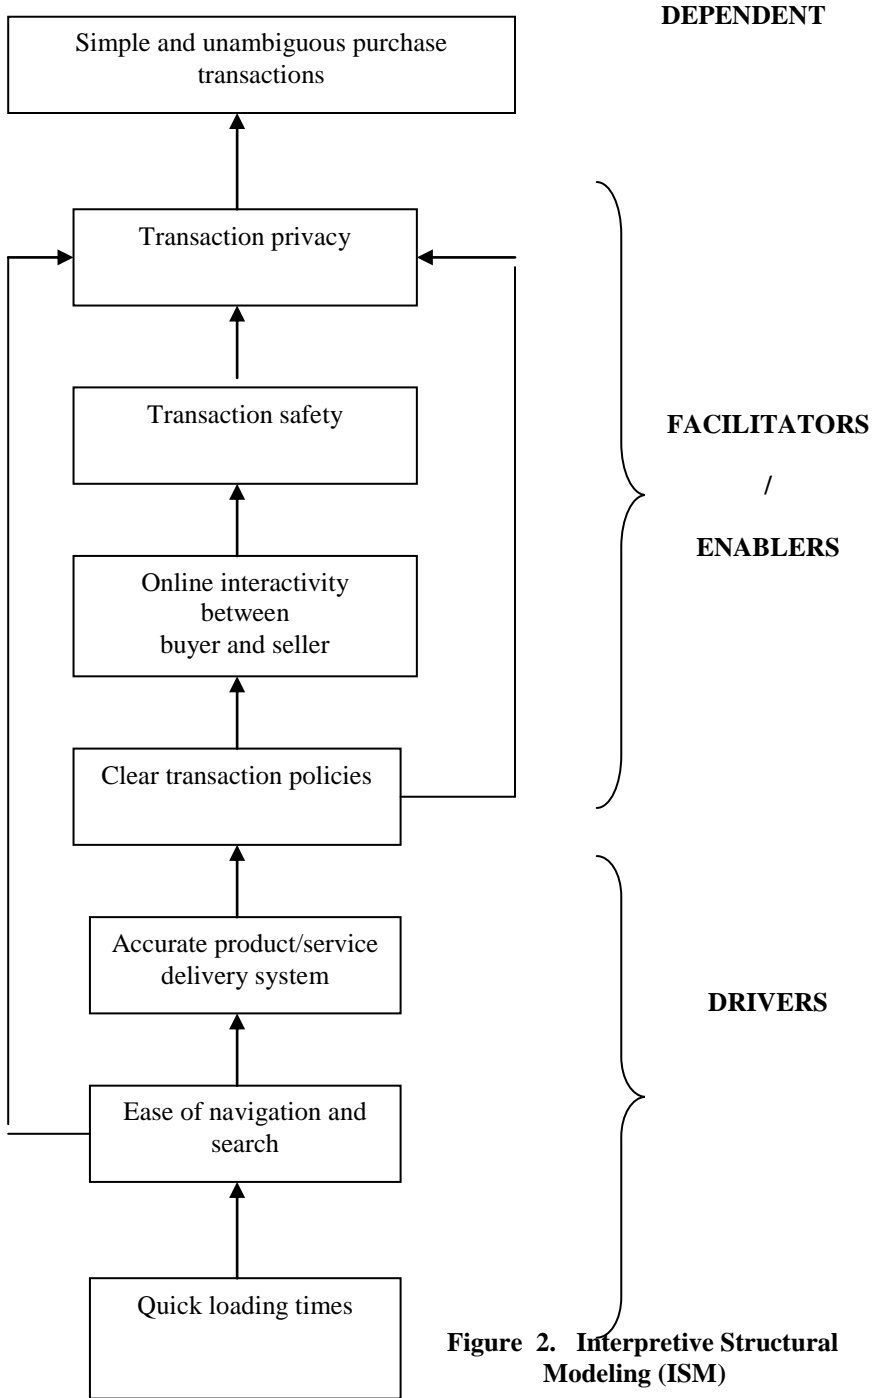 DEPENDENT
Simple and unambiguous purchase
transactions
Transaction privacy
Transaction safety
FACILITATORS
/
ENABLERS
Online interactivity
between
buyer and seller
Clear transaction policies
Accurate product/service
delivery system
DRIVERS
Ease of navigation and
search
Quick loading times
Figure 2. Interpretive Structural
Modeling (ISM)